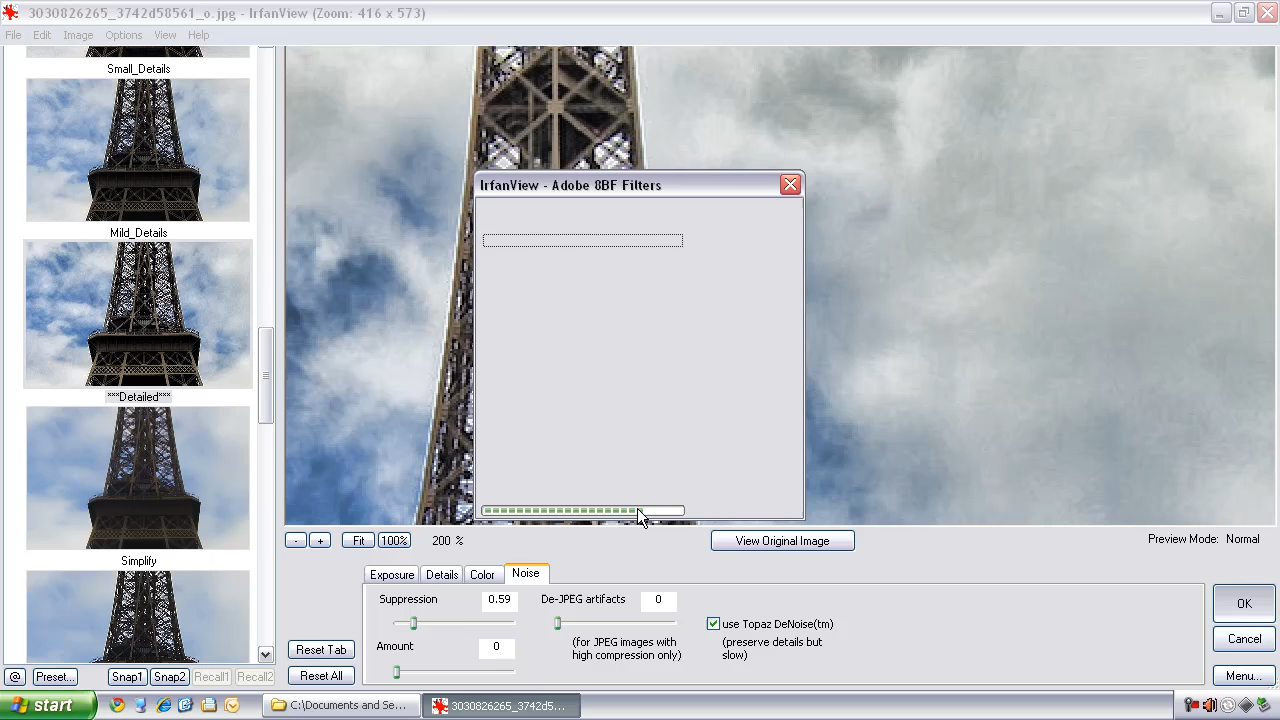 3030826265_3742d58561_o.jpg - IrfanView (Zoom: 416 x 573)
File Edit Image Options View Help
Small_Details
Mild_Details
***Detailed***
Simplify
IrfanView - Adobe 8BF Filters
- + Fit 100% 200 % View Original Image Preview Mode: Normal
Exposure Details Color Noise
Suppression 0.59 De-JPEG artifacts 0
use Topaz DeNoise(tm)
(preserve details but
slow)
(for JPEG images with
high compression only)
Amount 0
Reset Tab
Reset All
OK
Cancel
Menu...
@ Preset... Snap1 Snap2 Recall1 Recall2
start C:\Documents and Se... 3030826265_3742d5...